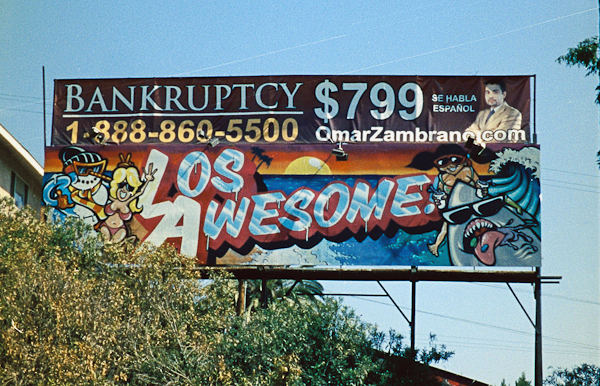 BANKRUPTCY $799 SE HABLA
ESPAÑOL
1-888-860-5500 OmarZambrano.com
LOS
AWESOME!